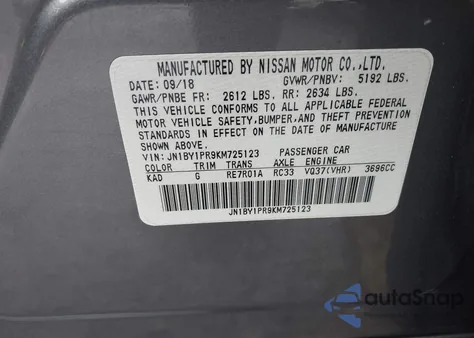 MANUFACTURED BY NISSAN MOTOR CO.,LTD.
DATE: 09/18 GVWR/PNBV: 5192 LBS.
GAWR/PNBE FR: 2612 LBS. RR: 2634 LBS.
THIS VEHICLE CONFORMS TO ALL APPLICABLE FEDERAL
MOTOR VEHICLE SAFETY,BUMPER,AND THEFT PREVENTION
STANDARDS IN EFFECT ON THE DATE OF MANUFACTURE
SHOWN ABOVE.
VIN: JN1BY1PR9KM725123 PASSENGER CAR
COLOR TRIM TRANS AXLE ENGINE
KAD G RE7R01A RC33 VQ37(VHR) 3696CC
JN1BY1PR9KM725123
autoSnap